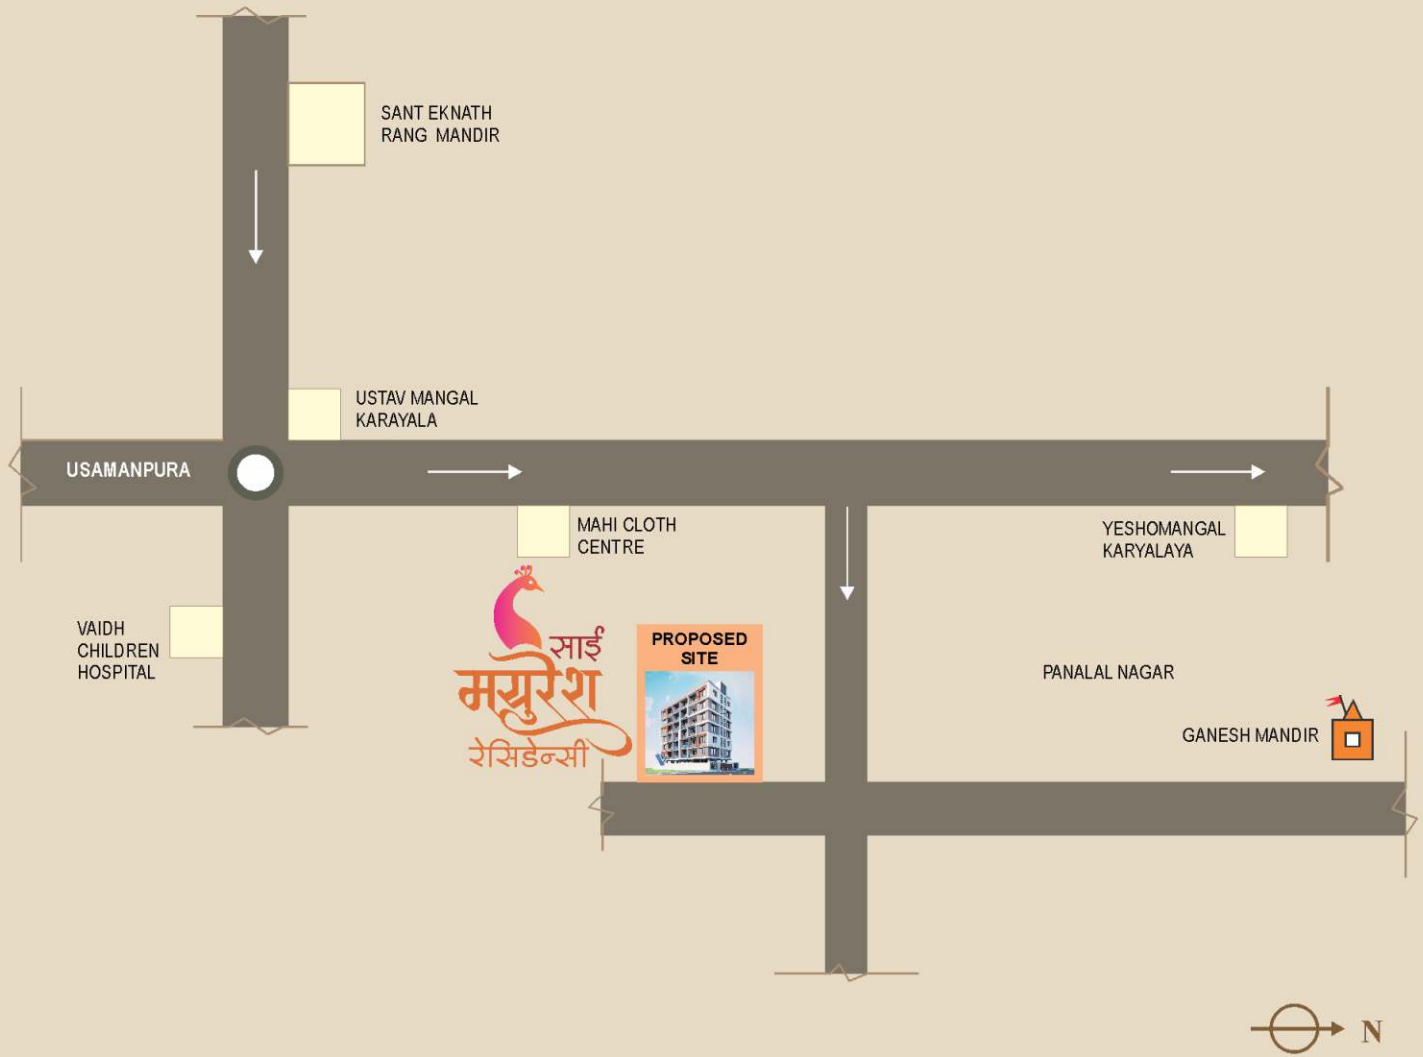 SANT EKNATH
RANG MANDIR
USTAV MANGAL
KARAYALA
USAMANPURA
MAHI CLOTH
CENTRE
YESHOMANGAL
KARYALAYA
VAIDH
CHILDREN
HOSPITAL
साई
मयुरेश
रेसिडेन्सी
PROPOSED
SITE
PANALAL NAGAR
GANESH MANDIR
N